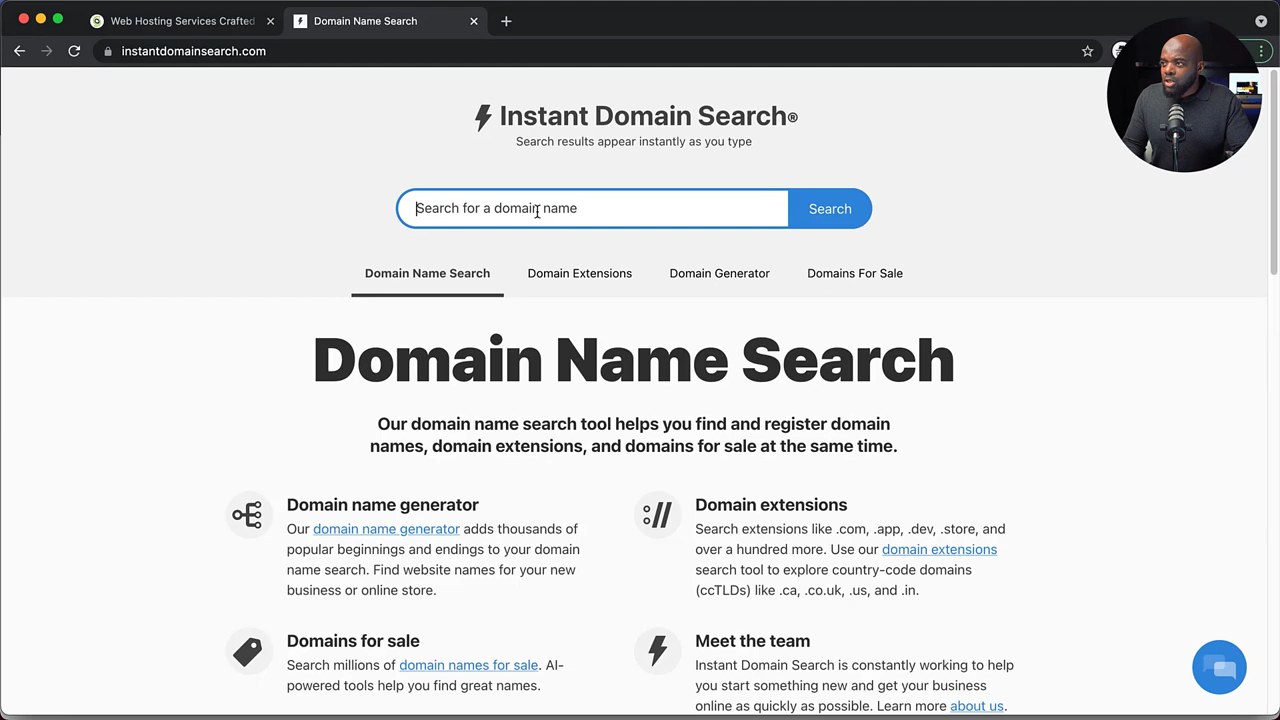 Web Hosting Services Crafted
Domain Name Search
instantdomainsearch.com
Instant Domain Search®
Search results appear instantly as you type
Search for a domain name
Search
Domain Name Search
Domain Extensions
Domain Generator
Domains For Sale
Domain Name Search
Our domain name search tool helps you find and register domain
names, domain extensions, and domains for sale at the same time.
Domain name generator
Our domain name generator adds thousands of
popular beginnings and endings to your domain
name search. Find website names for your new
business or online store.
Domain extensions
Search extensions like .com, .app, .dev, .store, and
over a hundred more. Use our domain extensions
search tool to explore country-code domains
(ccTLDs) like .ca, .co.uk, .us, and .in.
Domains for sale
Search millions of domain names for sale. AI-
powered tools help you find great names.
Meet the team
Instant Domain Search is constantly working to help
you start something new and get your business
online as quickly as possible. Learn more about us.